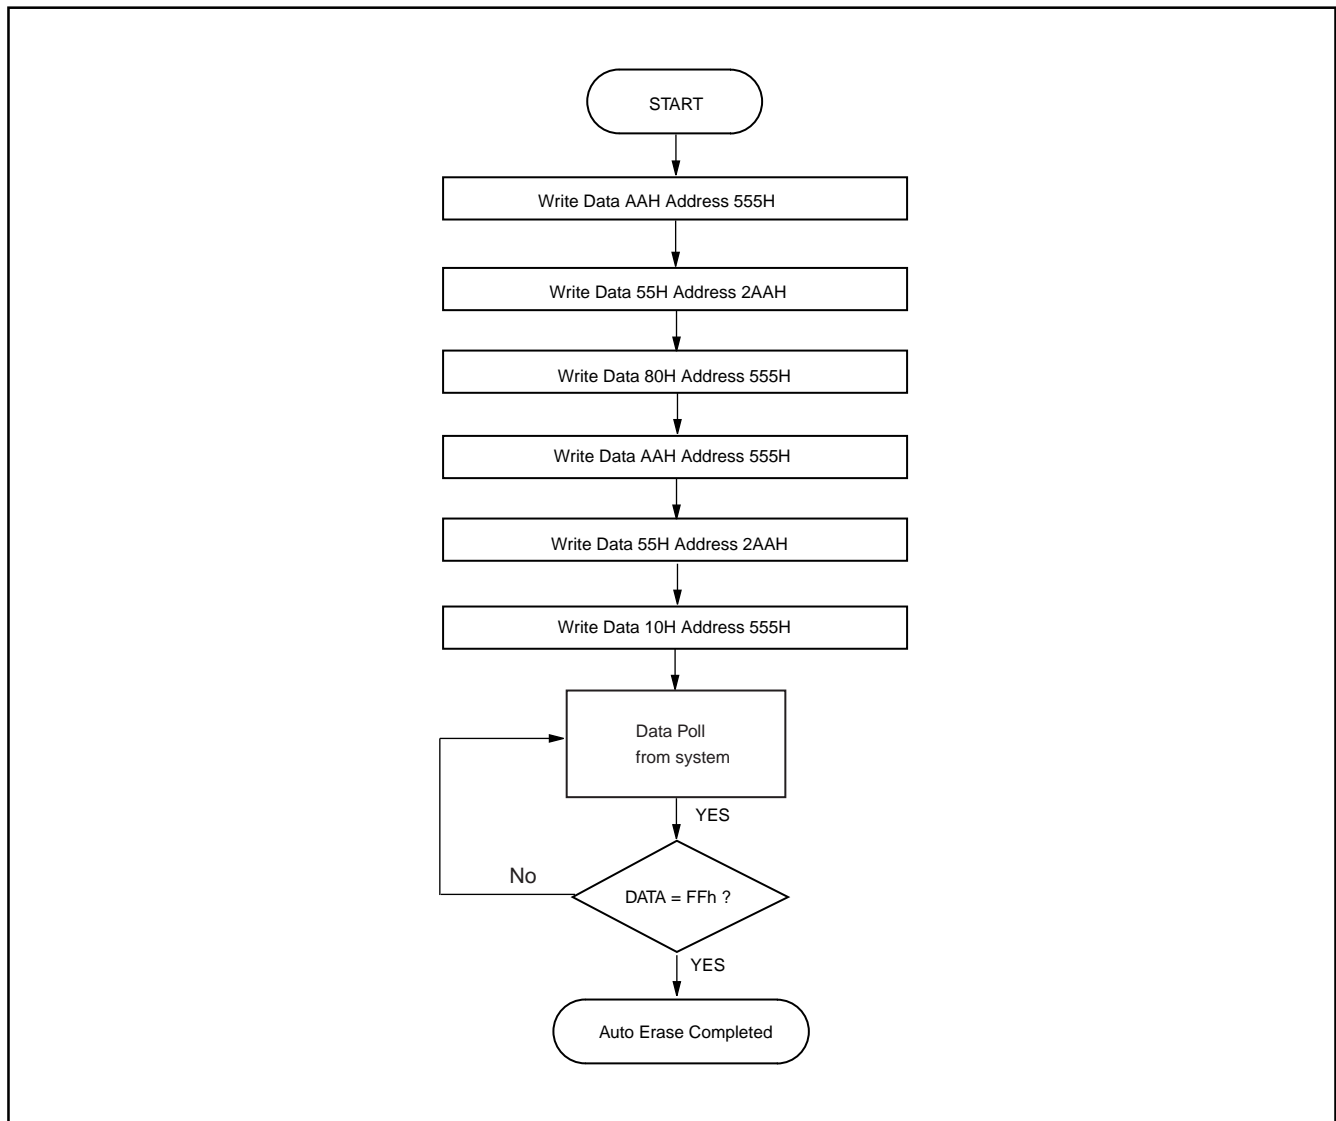 START
Write Data AAH Address 555H
Write Data 55H Address 2AAH
Write Data 80H Address 555H
Write Data AAH Address 555H
Write Data 55H Address 2AAH
Write Data 10H Address 555H
Data Poll
from system
YES
No
DATA = FFh ?
YES
Auto Erase Completed